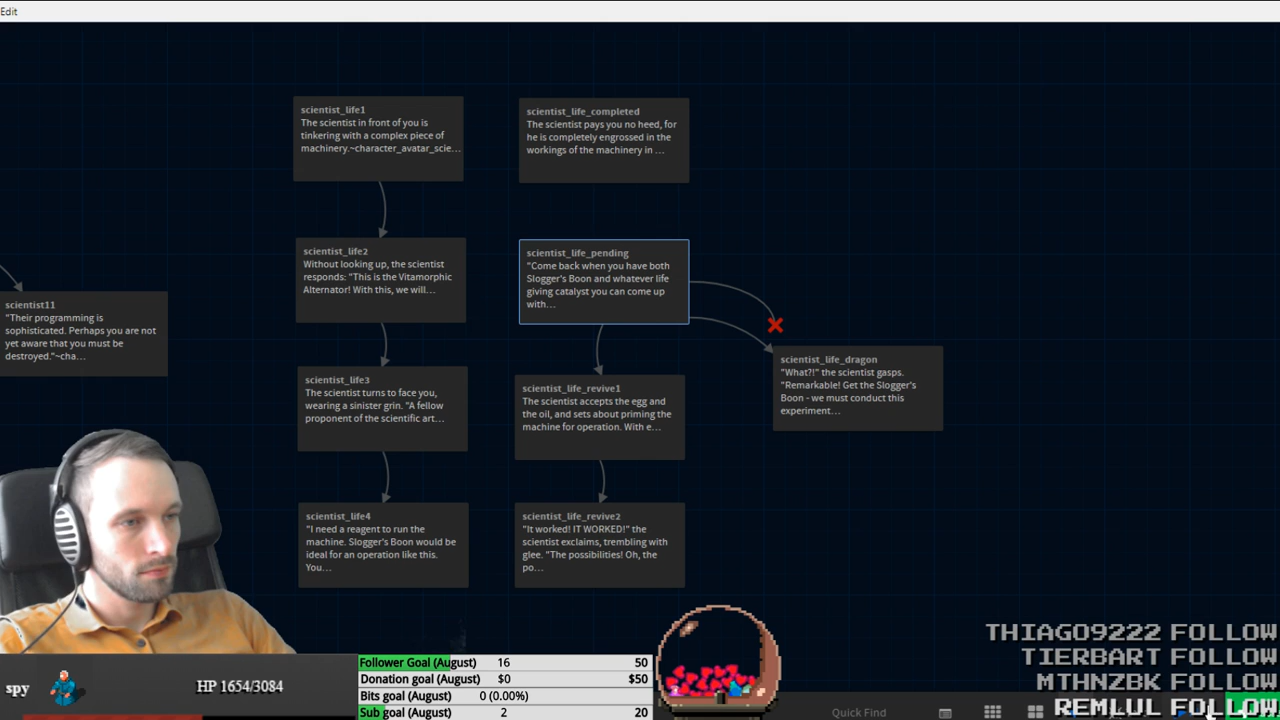 Edit
scientist_life1
The scientist in front of you is
tinkering with a complex piece of
machinery.~character_avatar_scie...
scientist_life_completed
The scientist pays you no heed, for
he is completely engrossed in the
workings of the machinery in ...
scientist_life2
Without looking up, the scientist
responds: "This is the Vitamorphic
Alternator! With this, we will...
scientist_life_pending
"Come back when you have both
Slogger's Boon and whatever life
giving catalyst you can come up
with...
scientist11
"Their programming is
sophisticated. Perhaps you are not
yet aware that you must be
destroyed."~cha...
scientist_life_dragon
"What?!" the scientist gasps.
"Remarkable! Get the Slogger's
Boon - we must conduct this
experiment...
scientist_life3
The scientist turns to face you,
wearing a sinister grin. "A fellow
proponent of the scientific art...
scientist_life_revive1
The scientist accepts the egg and
the oil, and sets about priming the
machine for operation. With e...
scientist_life4
"I need a reagent to run the
machine. Slogger's Boon would be
ideal for an operation like this.
You...
scientist_life_revive2
"It worked! IT WORKED!" the
scientist exclaims, trembling with
glee. "The possibilities! Oh, the
po...
THIAGO9222 FOLLOW
TIERBART FOLLOW
MTHNZBK FOLLOW
REMLUL FOLLOW
spy
HP 1654/3084
Follower Goal (August) 16 50
Donation goal (August) $0 $50
Bits goal (August) 0 (0.00%)
Sub goal (August) 2 20
Quick Find